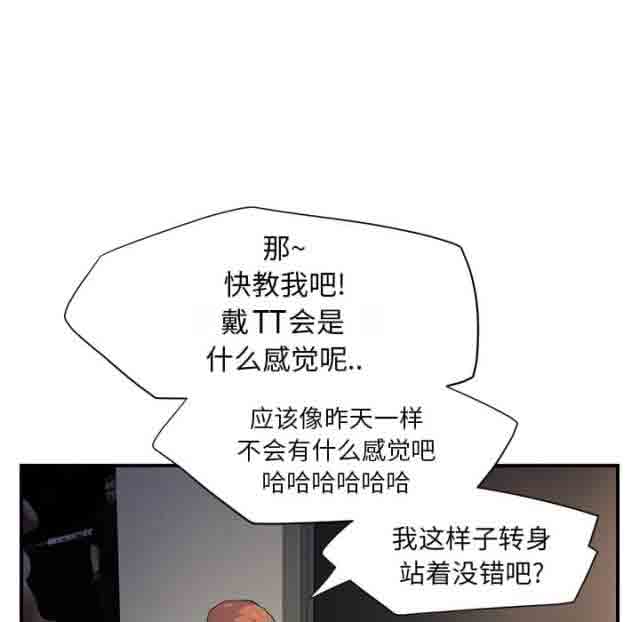 那~
快教我吧!
戴TT会是
什么感觉呢..
应该像昨天一样
不会有什么感觉吧
哈哈哈哈哈哈
我这样子转身
站着没错吧?